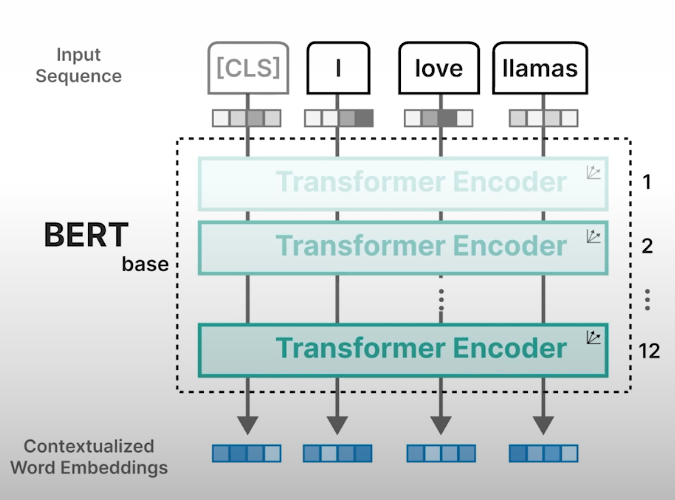 Input
Sequence
[CLS] I love llamas
Transformer Encoder 1
BERT
base
Transformer Encoder 2
Transformer Encoder 12
Contextualized
Word Embeddings